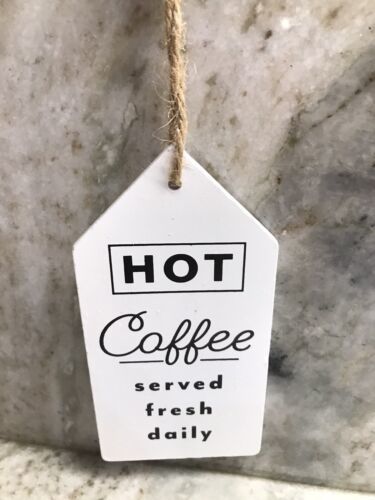 HOT
Coffee
served
fresh
daily